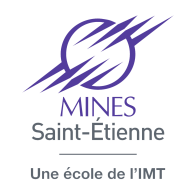 MINES
Saint-Étienne
Une école de l'IMT